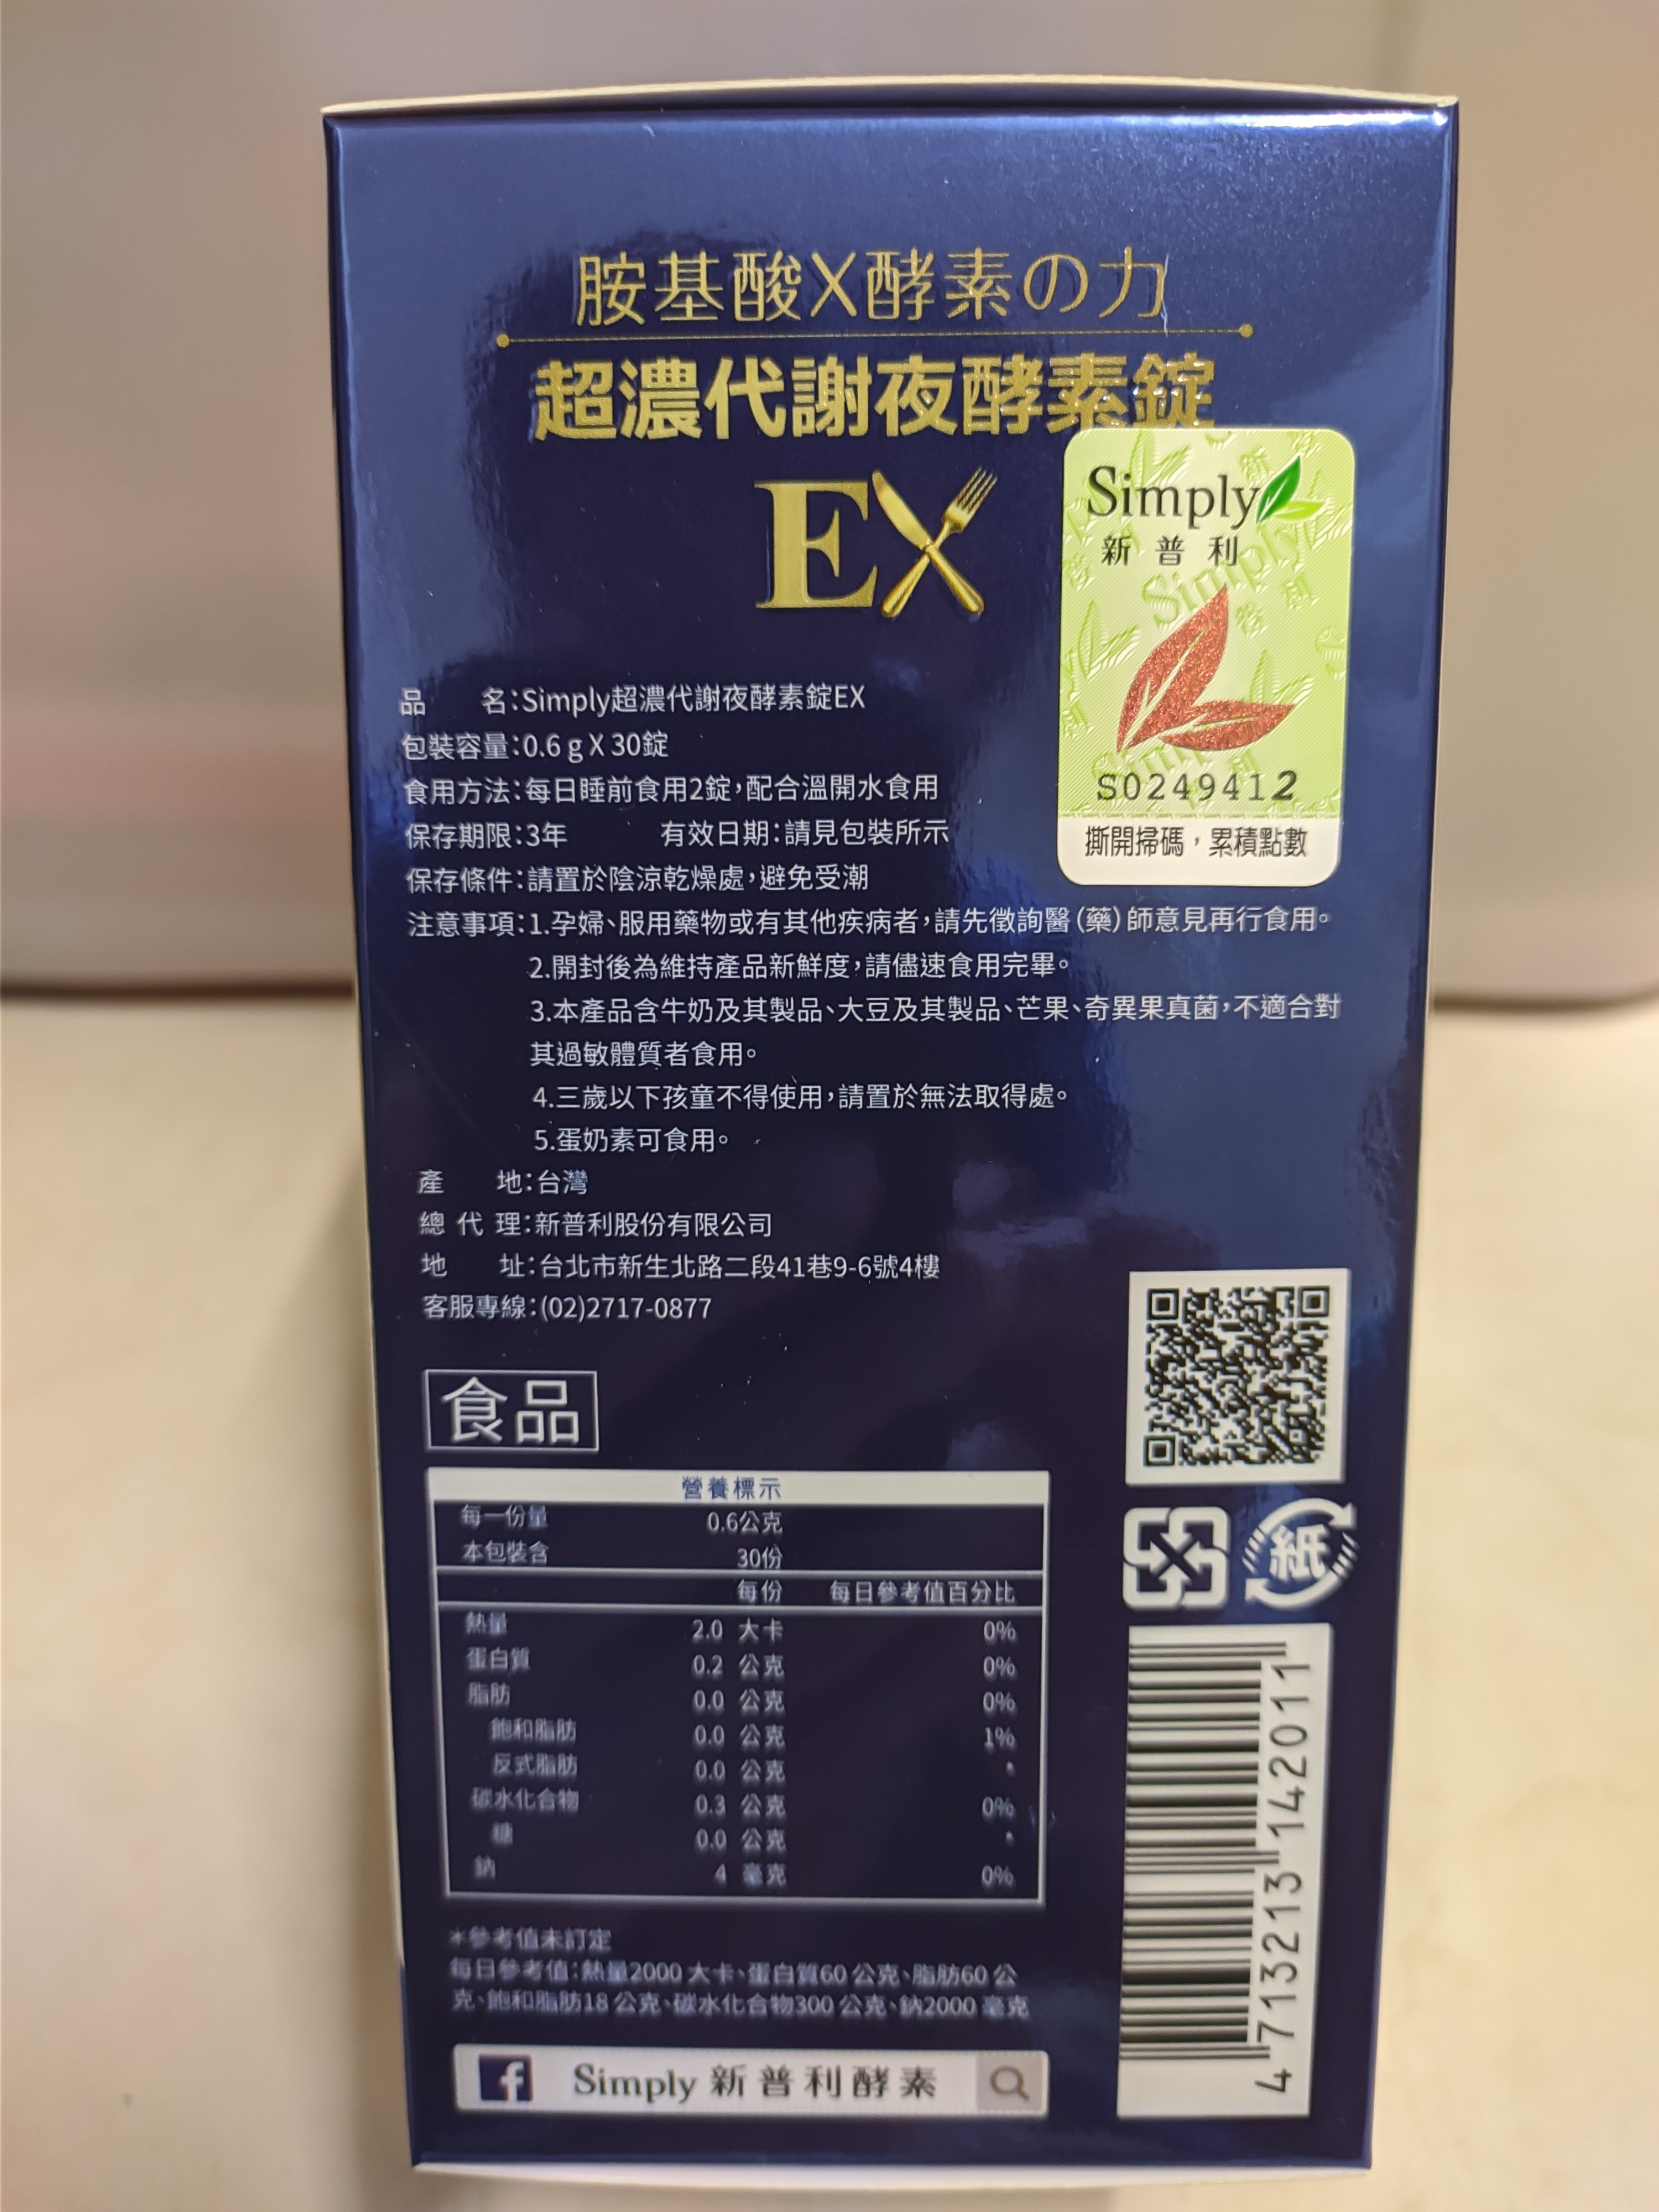 胺基酸X酵素の力
超濃代謝夜酵素錠
EX
Simply
新普利
S02494412
撕開掃碼，累積點數
品　　名：Simply超濃代謝夜酵素錠EX
包裝容量：0.6 g X 30錠
食用方法：每日睡前食用2錠，配合溫開水食用
保存期限：3年　　　有效日期：請見包裝所示
保存條件：請置於陰涼乾燥處，避免受潮
注意事項：1.孕婦、服用藥物或有其他疾病者，請先徵詢醫（藥）師意見再行食用。
2.開封後為維持產品新鮮度，請儘速食用完畢。
3.本產品含牛奶及其製品、大豆及其製品、芒果、奇異果真菌，不適合對
其過敏體質者食用。
4.三歲以下孩童不得使用，請置於無法取得處。
5.蛋奶素可食用。
產　　地：台灣
總 代 理：新普利股份有限公司
地　　址：台北市新生北路二段41巷9-6號4樓
客服專線：(02)2717-0877
食品
營養標示
每一份量 0.6公克
本包裝含 30份
每份 每日參考值百分比
熱量 2.0 大卡 0%
蛋白質 0.2 公克 0%
脂肪 0.0 公克 0%
飽和脂肪 0.0 公克 1%
反式脂肪 0.0 公克 *
碳水化合物 0.3 公克 0%
糖 0.0 公克 *
鈉 4 毫克 0%
*參考值未訂定
每日參考值：熱量2000 大卡、蛋白質60 公克、脂肪60 公
克、飽和脂肪18 公克、碳水化合物300 公克、鈉2000 毫克
Simply 新普利酵素
紙
4 713213 142011